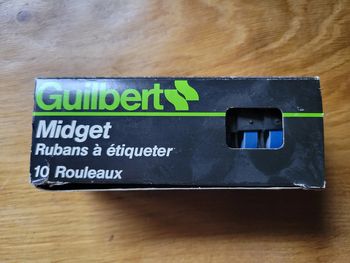 Guilbert
Midget
Rubans à étiqueter
10 Rouleaux